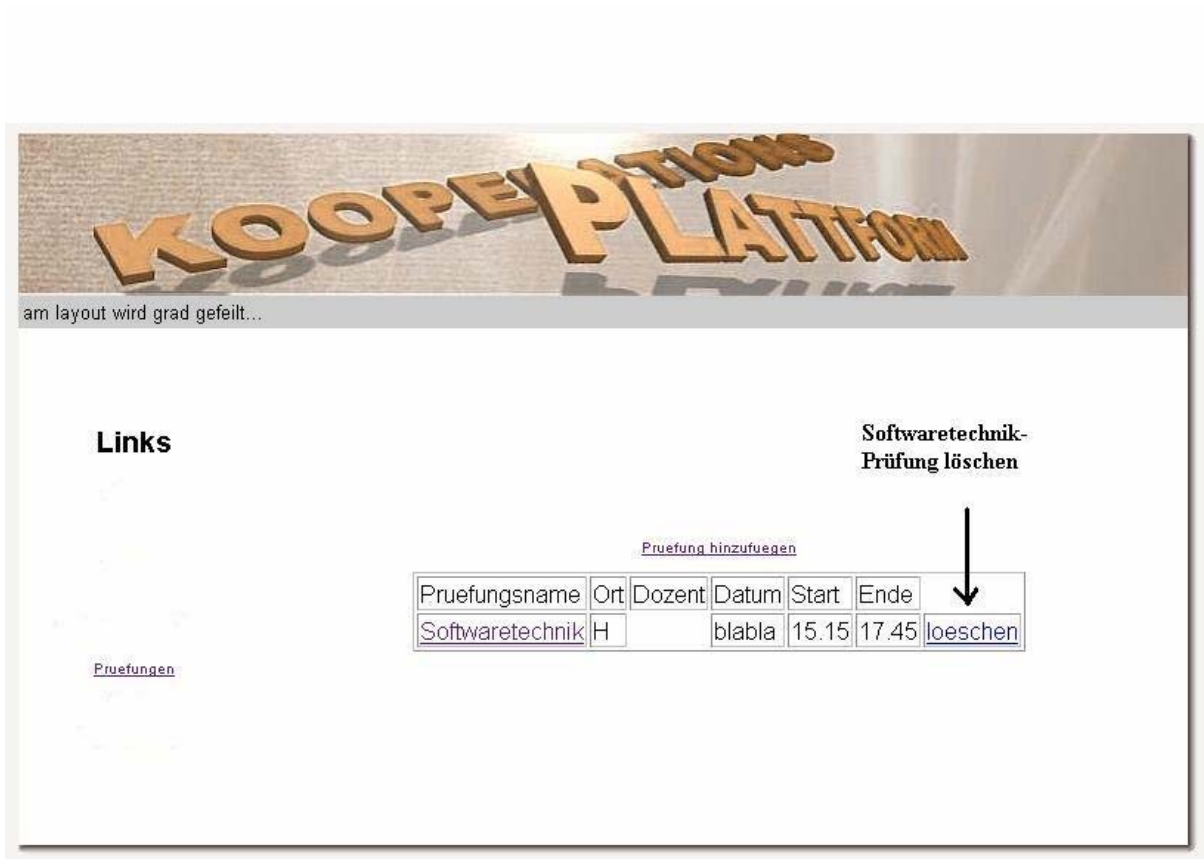 KOOPERATIONS
PLATTFORM
am layout wird grad gefeilt...
Links
Softwaretechnik-
Prüfung löschen
Pruefung hinzufuegen
Pruefungsname Ort Dozent Datum Start Ende
Softwaretechnik H blabla 15.15 17.45 loeschen
Pruefungen